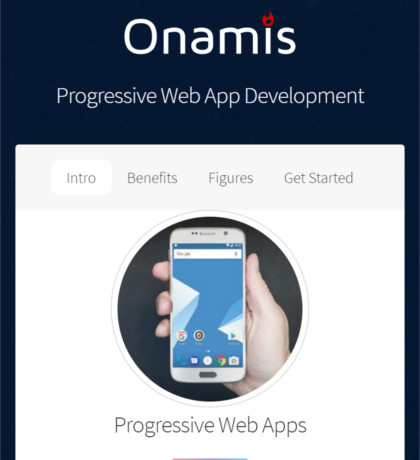 Onamis
Progressive Web App Development
Intro
Benefits
Figures
Get Started
Google
Progressive Web Apps